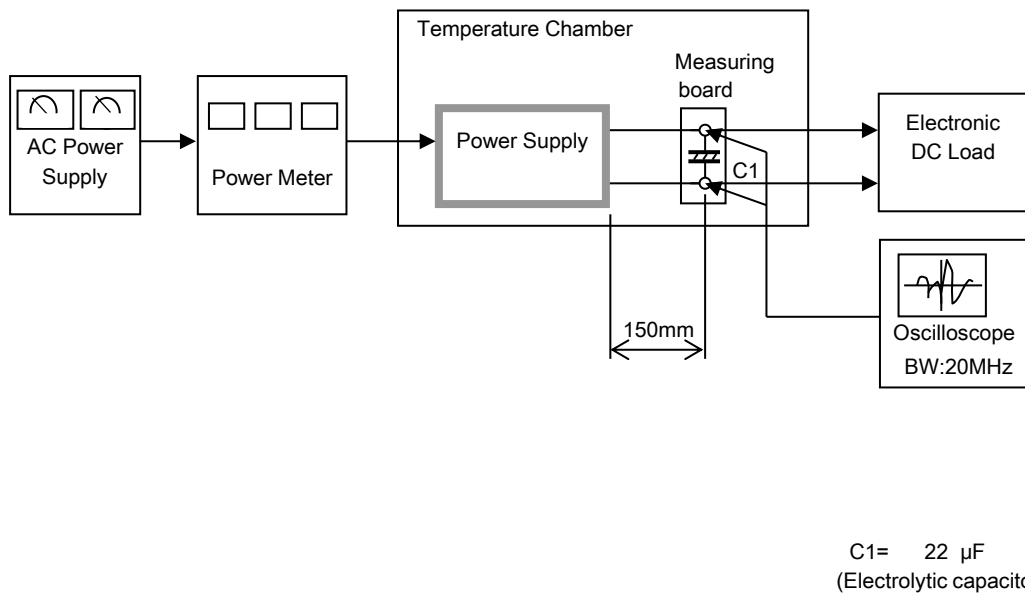 Temperature Chamber
Measuring
board
AC Power
Supply
Power Meter
Power Supply
C1
Electronic
DC Load
150mm
Oscilloscope
BW:20MHz
C1= 22 µF
(Electrolytic capacito